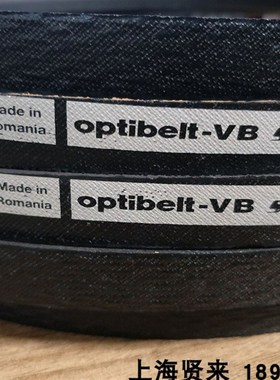 Made in
Romania
optibelt-VB
Made in
Romania
optibelt-VB
上海贤来 189